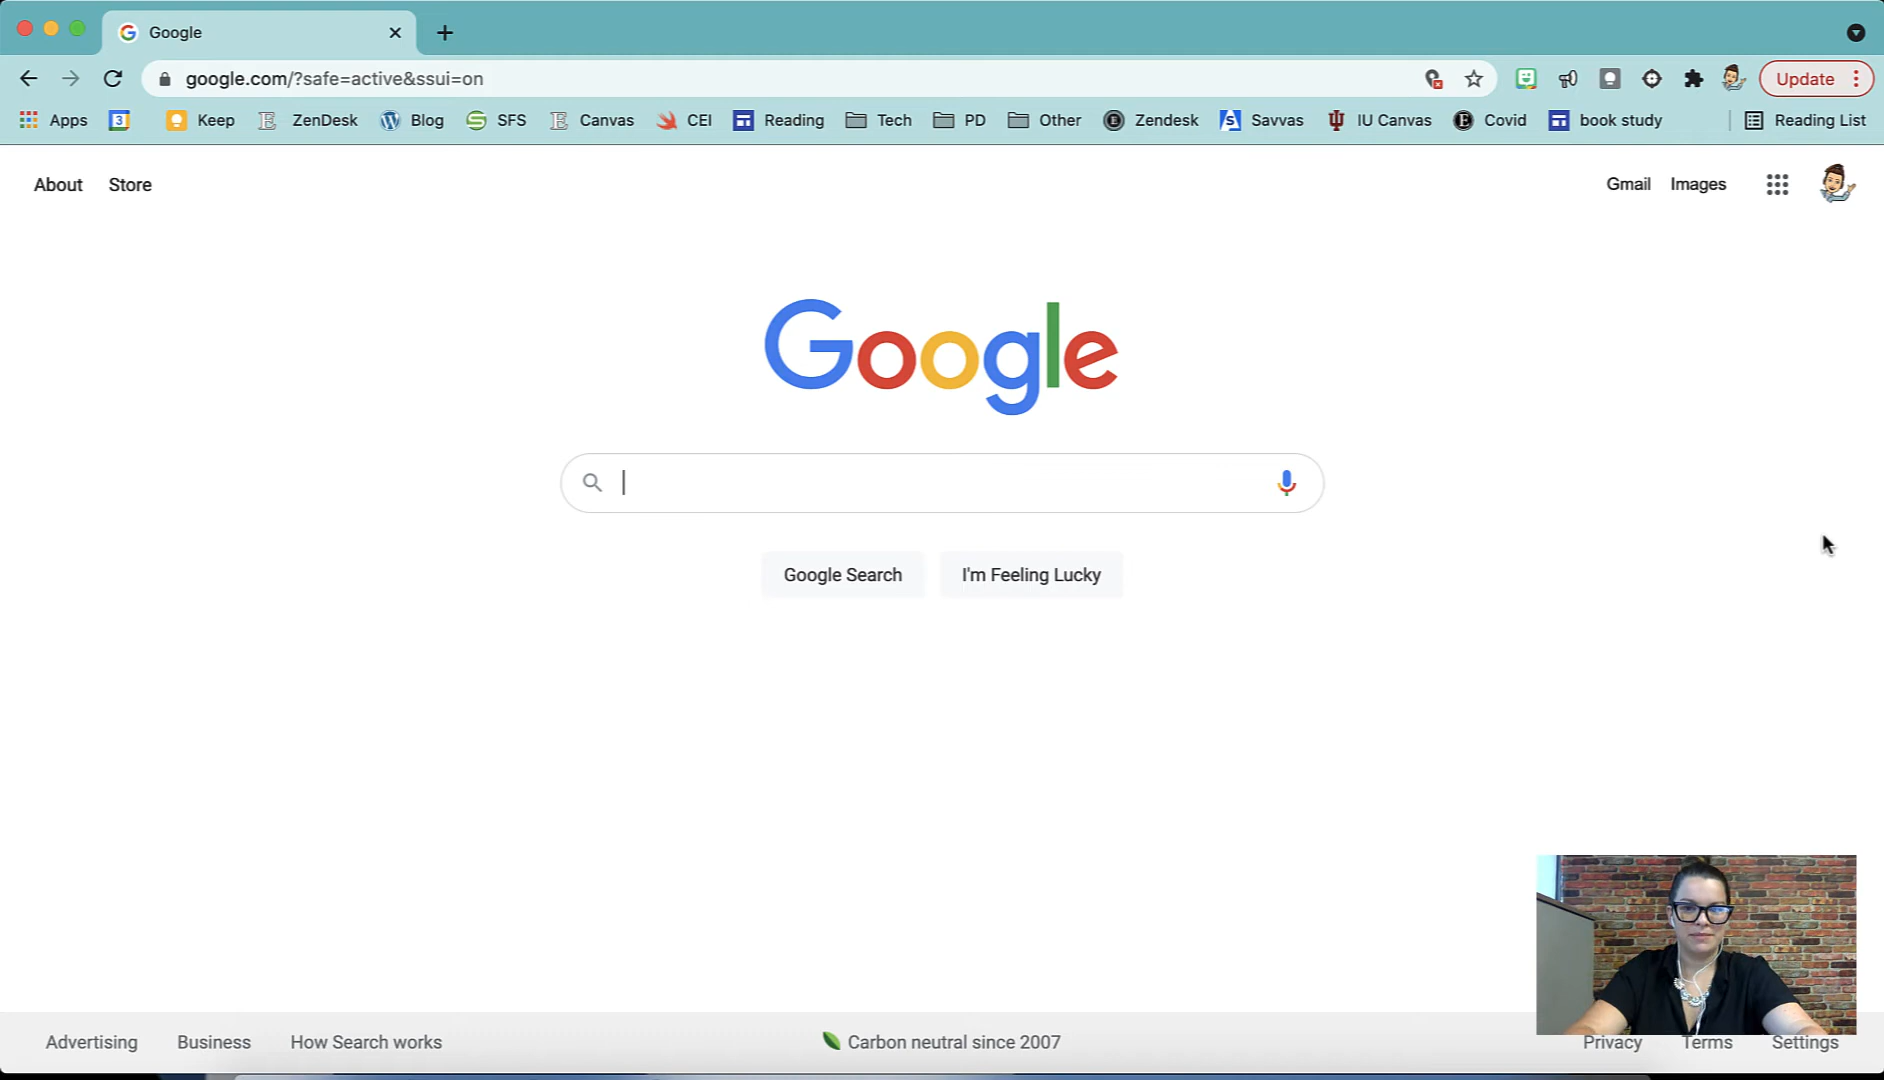 Google
google.com/?safe=active&ssui=on
Update
Apps 3 Keep ZenDesk Blog SFS Canvas CEI Reading Tech PD Other Zendesk Savvas IU Canvas Covid book study Reading List
About Store Gmail Images
Google
Google Search I'm Feeling Lucky
Advertising Business How Search works Carbon neutral since 2007 Privacy Terms Settings